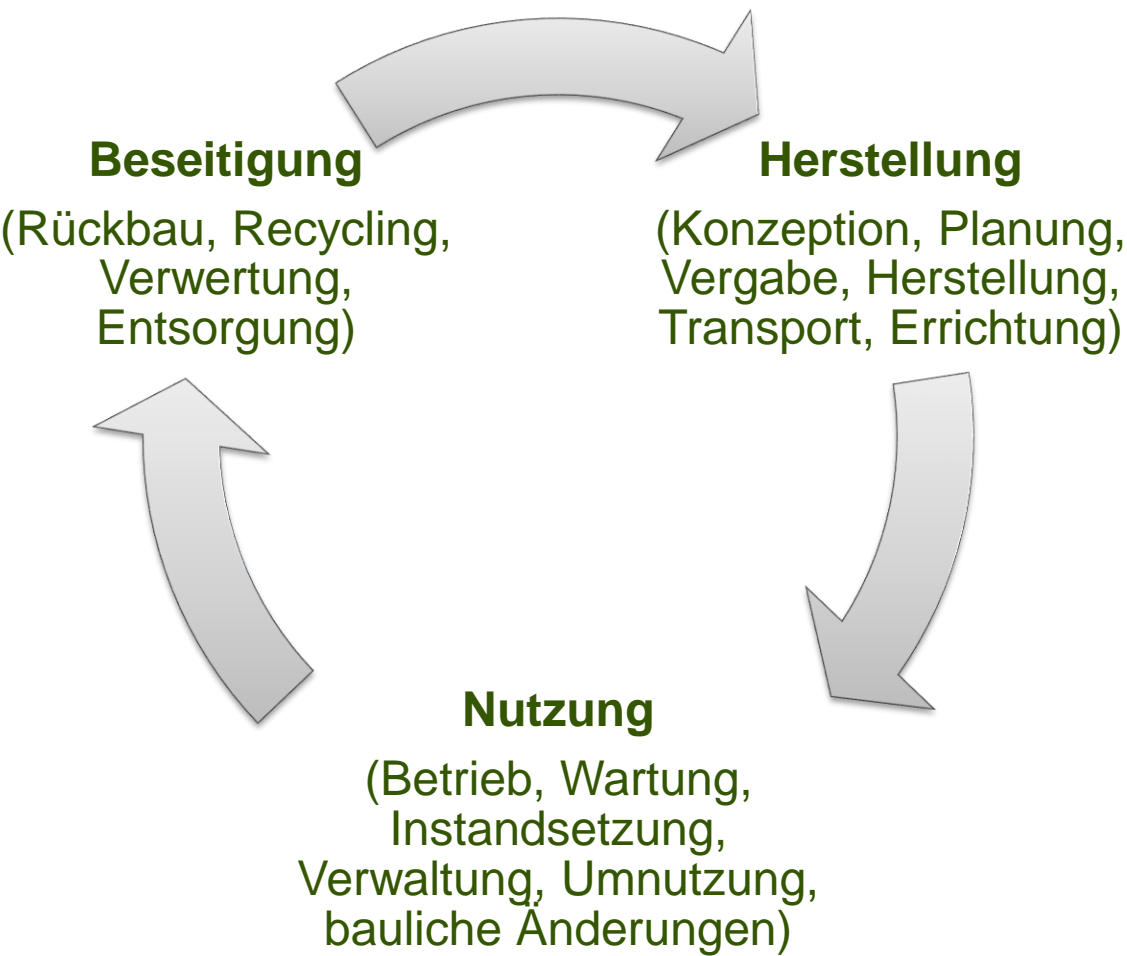 Beseitigung
(Rückbau, Recycling,
Verwertung,
Entsorgung)
Herstellung
(Konzeption, Planung,
Vergabe, Herstellung,
Transport, Errichtung)
Nutzung
(Betrieb, Wartung,
Instandsetzung,
Verwaltung, Umnutzung,
bauliche Änderungen)